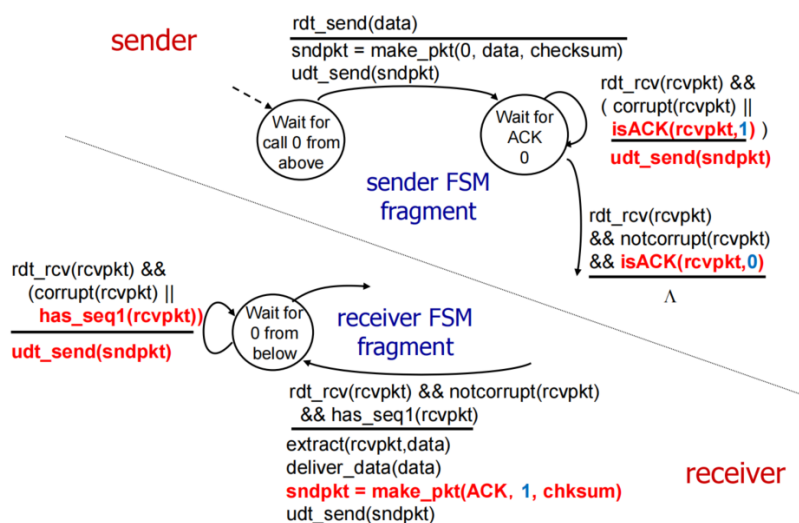 sender
rdt_send(data)
sndpkt = make_pkt(0, data, checksum)
udt_send(sndpkt)
Wait for
call 0 from
above
Wait for
ACK
0
rdt_rcv(rcvpkt) &&
( corrupt(rcvpkt) ||
isACK(rcvpkt,1) )
udt_send(sndpkt)
sender FSM
fragment
rdt_rcv(rcvpkt)
&& notcorrupt(rcvpkt)
&& isACK(rcvpkt,0)
Λ
rdt_rcv(rcvpkt) &&
(corrupt(rcvpkt) ||
has_seq1(rcvpkt))
udt_send(sndpkt)
Wait for
0 from
below
receiver FSM
fragment
rdt_rcv(rcvpkt) && notcorrupt(rcvpkt)
&& has_seq1(rcvpkt)
extract(rcvpkt,data)
deliver_data(data)
sndpkt = make_pkt(ACK, 1, chksum)
udt_send(sndpkt)
receiver